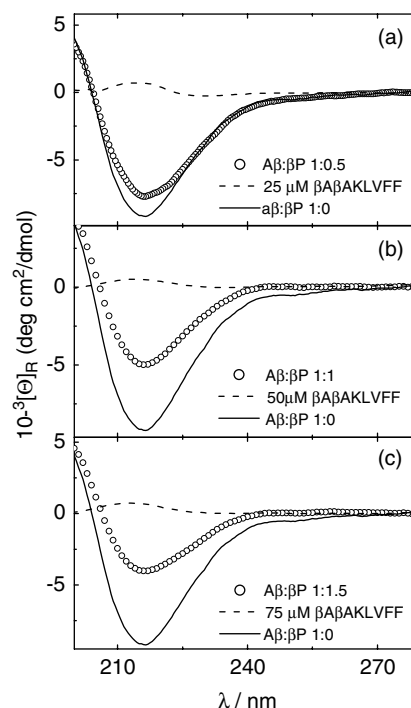 5
0
-5
(a)
Aβ:βP 1:0.5
25 μM βAβAKLVFF
aβ:βP 1:0
10⁻³[Θ]R (deg cm²/dmol)
0
-5
(b)
Aβ:βP 1:1
50μM βAβAKLVFF
Aβ:βP 1:0
5
0
-5
(c)
Aβ:βP 1:1.5
75 μM βAβAKLVFF
Aβ:βP 1:0
210 240 270
λ / nm